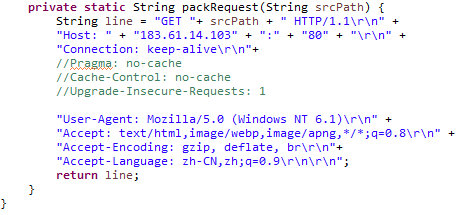 private static String packRequest(String srcPath) {
String line = "GET "+ srcPath + " HTTP/1.1\r\n" +
"Host: " + "183.61.14.103" + ":" + "80" + "\r\n" +
"Connection: keep-alive\r\n"+
//Pragma: no-cache
//Cache-Control: no-cache
//Upgrade-Insecure-Requests: 1
"User-Agent: Mozilla/5.0 (Windows NT 6.1)\r\n" +
"Accept: text/html,image/webp,image/apng,*/*;q=0.8\r\n" +
"Accept-Encoding: gzip, deflate, br\r\n"+
"Accept-Language: zh-CN,zh;q=0.9\r\n\r\n";
return line;
}
}